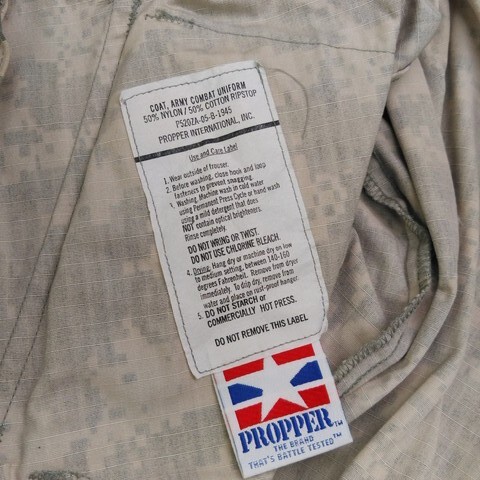 COAT, ARMY COMBAT UNIFORM
50% NYLON / 50% COTTON RIPSTOP
P520ZA-05-8-1945
PROPPER INTERNATIONAL, INC.
Use and Care Label
1. Wear outside of trouser.
2. Before washing, close hook and loop
fasteners to prevent snagging.
Washing. Machine wash in cold water
using Permanent Press Cycle or hand wash
using a mild detergent that does
NOT contain optical brighteners.
Rinse completely.
DO NOT WRING OR TWIST.
DO NOT USE CHLORINE BLEACH.
4. Drying: Hang dry or machine dry on low
to medium setting, between 140-160
degrees Fahrenheit. Remove from dryer
immediately. To drip dry, remove from
water and place on rust-proof hanger.
5. DO NOT STARCH or
COMMERCIALLY HOT PRESS.
DO NOT REMOVE THIS LABEL
PROPPER™
THE BRAND
THAT'S BATTLE TESTED™